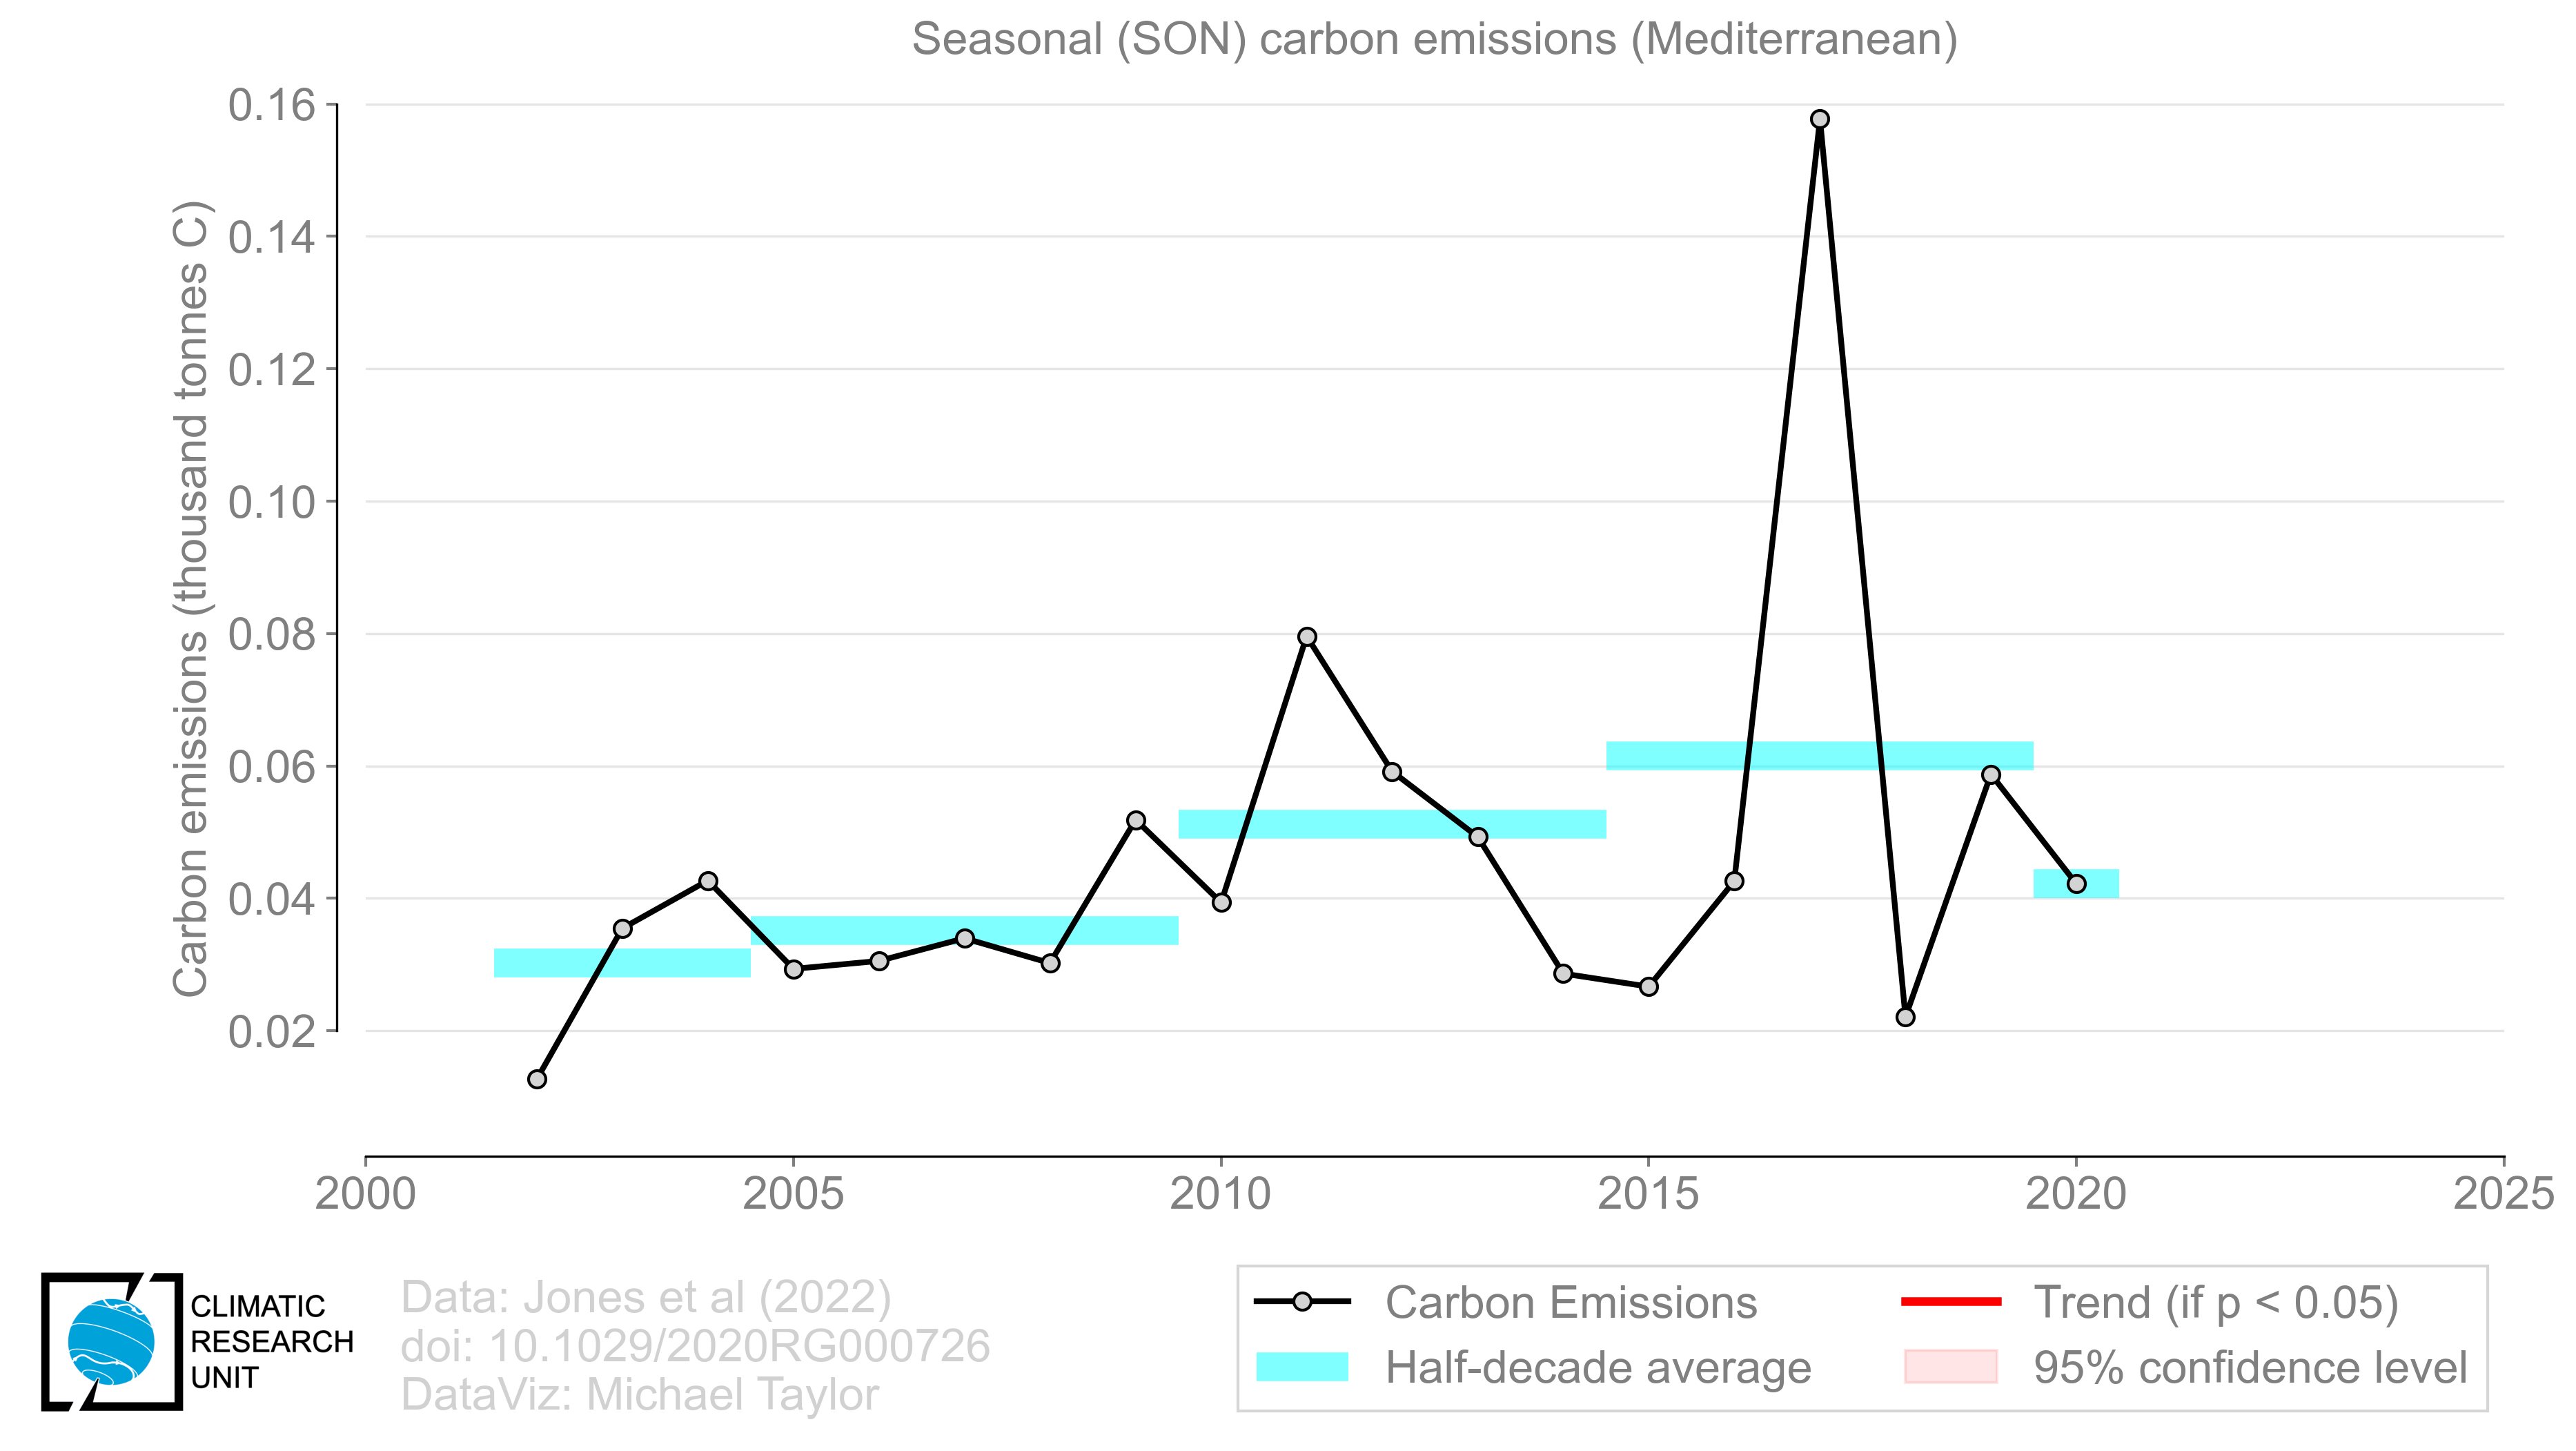 Seasonal (SON) carbon emissions (Mediterranean)
Carbon emissions (thousand tonnes C)
0.16
0.14
0.12
0.10
0.08
0.06
0.04
0.02
2000
2005
2010
2015
2020
2025
CLIMATIC
RESEARCH
UNIT
Data: Jones et al (2022)
doi: 10.1029/2020RG000726
DataViz: Michael Taylor
Carbon Emissions
Half-decade average
Trend (if p < 0.05)
95% confidence level